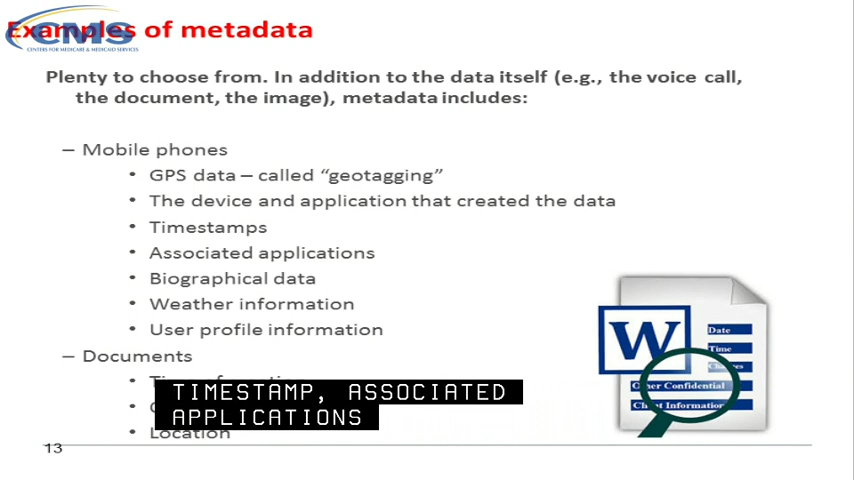 Examples of metadata
CMS
CENTERS FOR MEDICARE & MEDICAID SERVICES
Plenty to choose from. In addition to the data itself (e.g., the voice call,
the document, the image), metadata includes:
– Mobile phones
• GPS data – called “geotagging”
• The device and application that created the data
• Timestamps
• Associated applications
• Biographical data
• Weather information
• User profile information
– Documents
• Location
TIMESTAMP, ASSOCIATED
APPLICATIONS
W
Date
Time
Changes
Other Confidential
Client Information
13